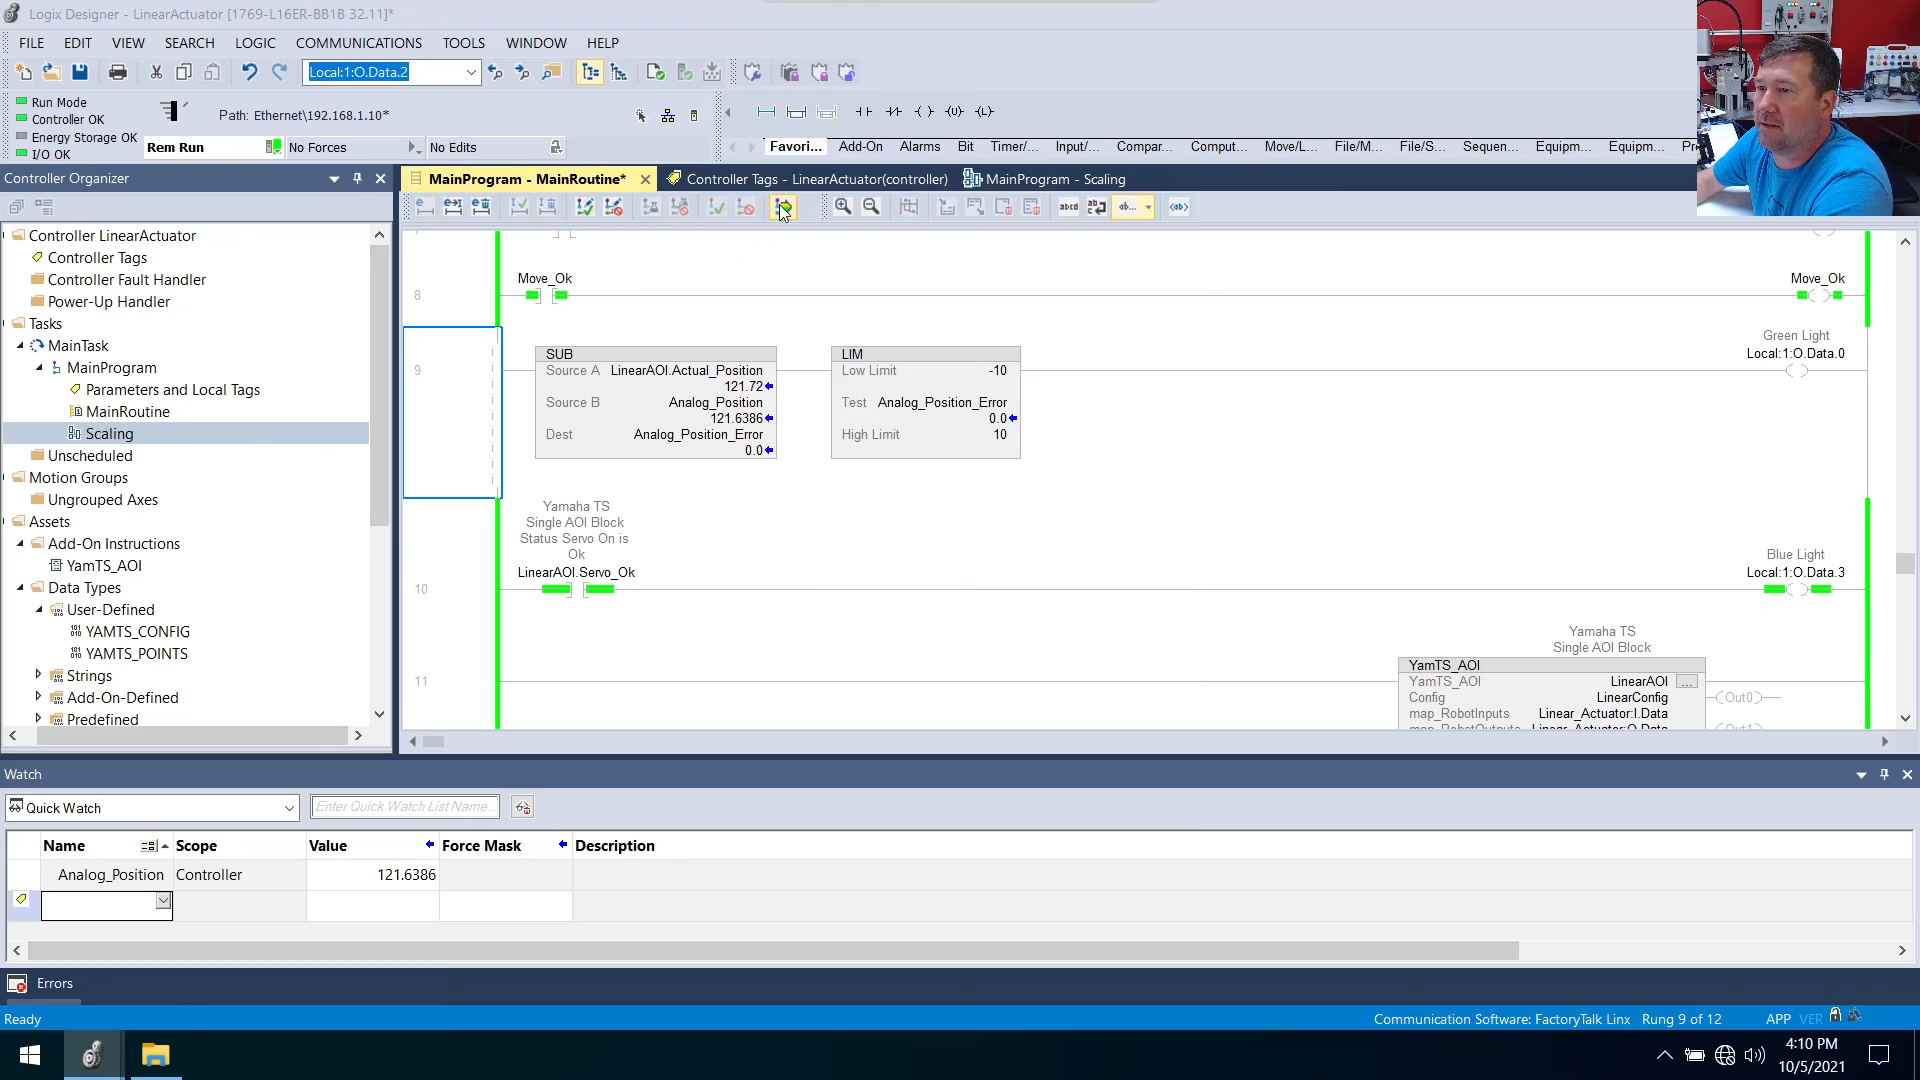 Logix Designer - LinearActuator [1769-L16ER-BB1B 32.11]*
FILE EDIT VIEW SEARCH LOGIC COMMUNICATIONS TOOLS WINDOW HELP
Local:1:O.Data.2
Run Mode
Controller OK
Energy Storage OK
I/O OK
Path: Ethernet\192.168.1.10*
Rem Run No Forces No Edits
Favori... Add-On Alarms Bit Timer/... Input/... Compar... Comput... Move/L... File/M... File/S... Sequen... Equipm... Equipm...
Controller Organizer
MainProgram - MainRoutine* Controller Tags - LinearActuator(controller) MainProgram - Scaling
Controller LinearActuator
Controller Tags
Controller Fault Handler
Power-Up Handler
Tasks
MainTask
MainProgram
Parameters and Local Tags
MainRoutine
Scaling
Unscheduled
Motion Groups
Ungrouped Axes
Assets
Add-On Instructions
YamTS_AOI
Data Types
User-Defined
YAMTS_CONFIG
YAMTS_POINTS
Strings
Add-On-Defined
Predefined
Move_Ok Move_Ok
8
Green Light
Local:1:O.Data.0
9
SUB
Source A LinearAOI.Actual_Position
121.72
Source B Analog_Position
121.6386
Dest Analog_Position_Error
0.0
LIM
Low Limit -10
Test Analog_Position_Error
0.0
High Limit 10
Yamaha TS
Single AOI Block
Status Servo On is
Ok
LinearAOI.Servo_Ok
Blue Light
Local:1:O.Data.3
10
Yamaha TS
Single AOI Block
11
YamTS_AOI
YamTS_AOI LinearAOI ...
Config LinearConfig
map_RobotInputs Linear_Actuator:I.Data
map_RobotOutputs Linear_Actuator:O.Data
Out0
Out1
Watch
Quick Watch Enter Quick Watch List Name...
Name Scope Value Force Mask Description
Analog_Position Controller 121.6386
Errors
Ready Communication Software: FactoryTalk Linx Rung 9 of 12 APP VER
4:10 PM
10/5/2021